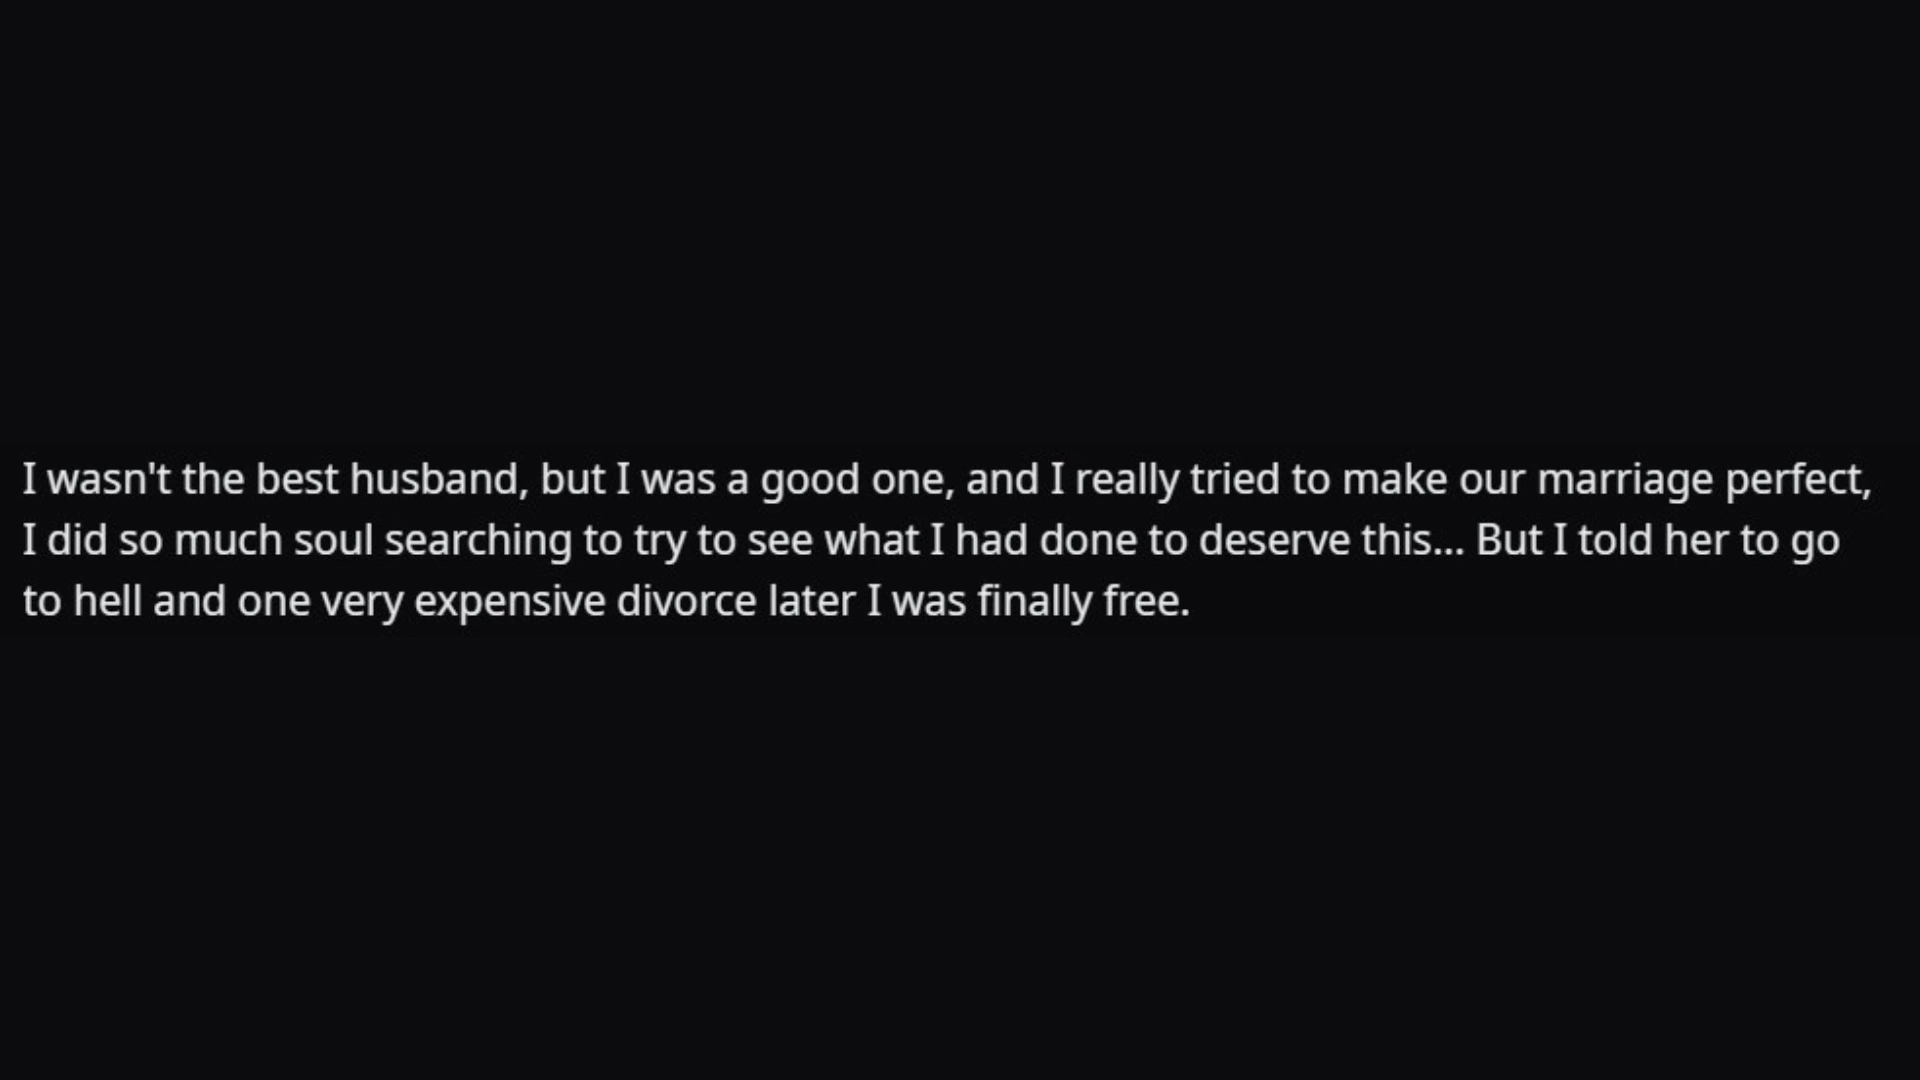 I wasn't the best husband, but I was a good one, and I really tried to make our marriage perfect,
I did so much soul searching to try to see what I had done to deserve this... But I told her to go
to hell and one very expensive divorce later I was finally free.